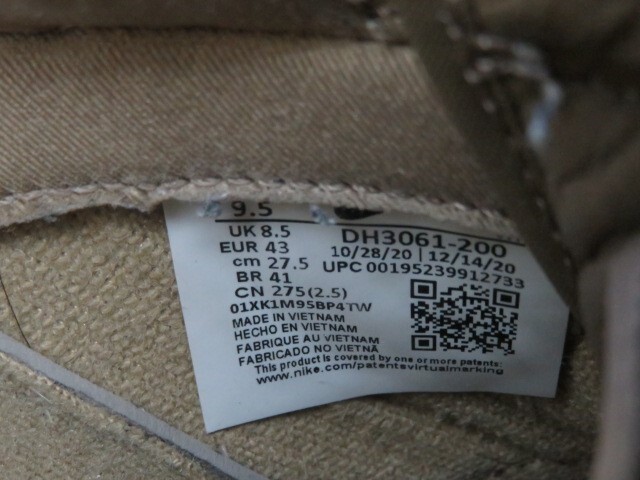 9.5
UK 8.5
EUR 43
cm 27.5
BR 41
CN 275(2.5)
01XK1M95BP4TW
MADE IN VIETNAM
HECHO EN VIETNAM
FABRIQUE AU VIETNAM
FABRICADO NO VIETNÃ
DH3061-200
10/28/20 | 12/14/20
UPC 00195239912733
This product is covered by one or more patents:
www.nike.com/patentsvirtualmarking